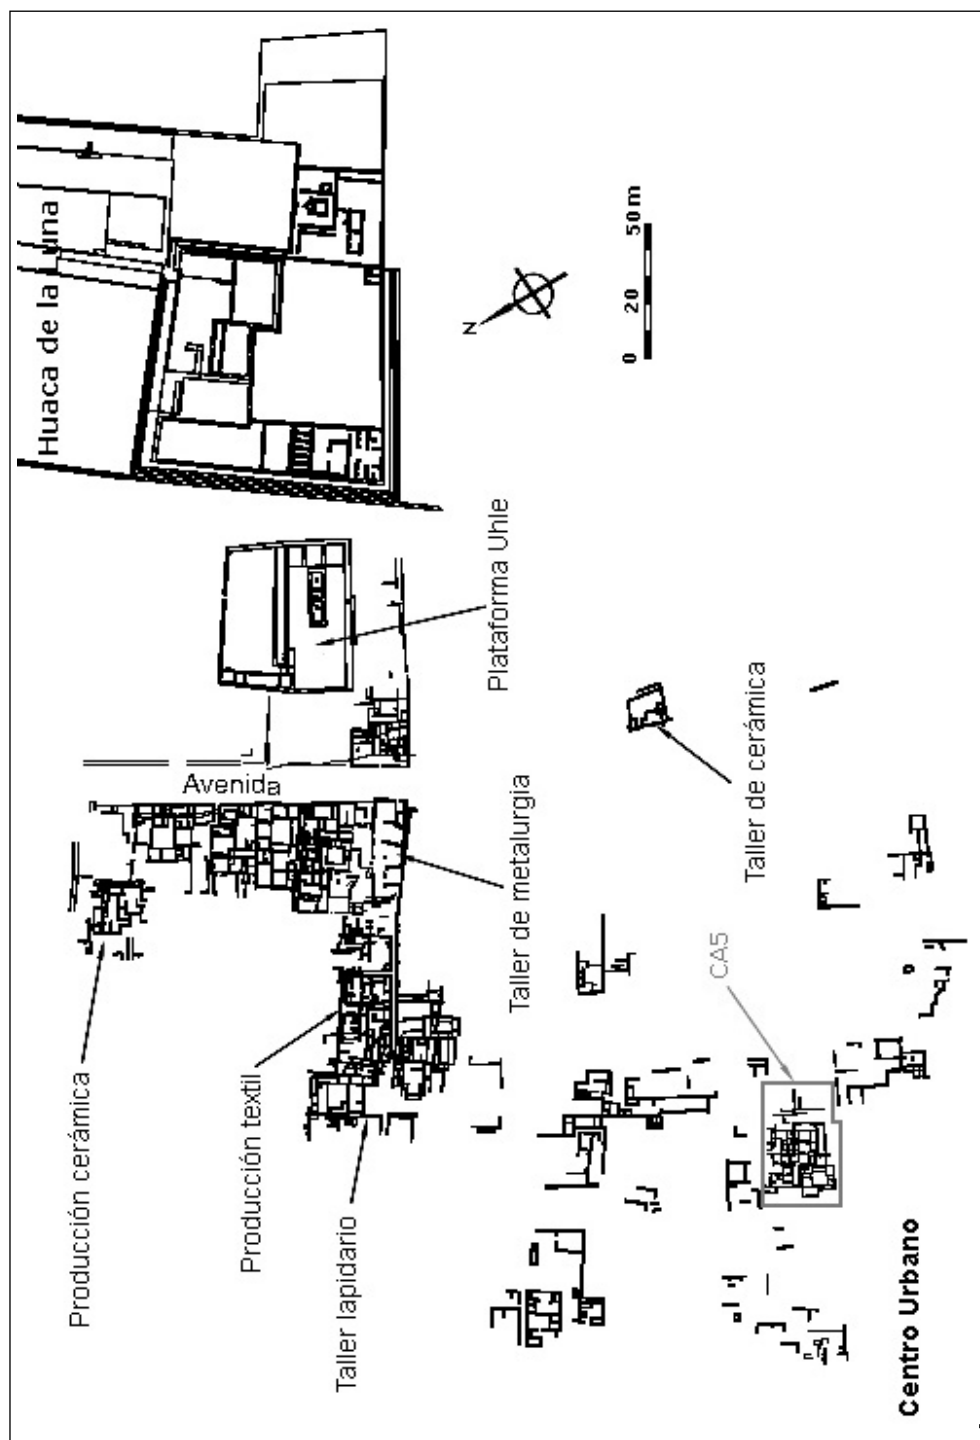 Huaca de la una
Producción cerámica
Avenida
Producción textil
Taller lapidario
N
Plataforma Uhle
Taller de metalurgia
0 20 50m
CA5
Taller de cerámica
Centro Urbano